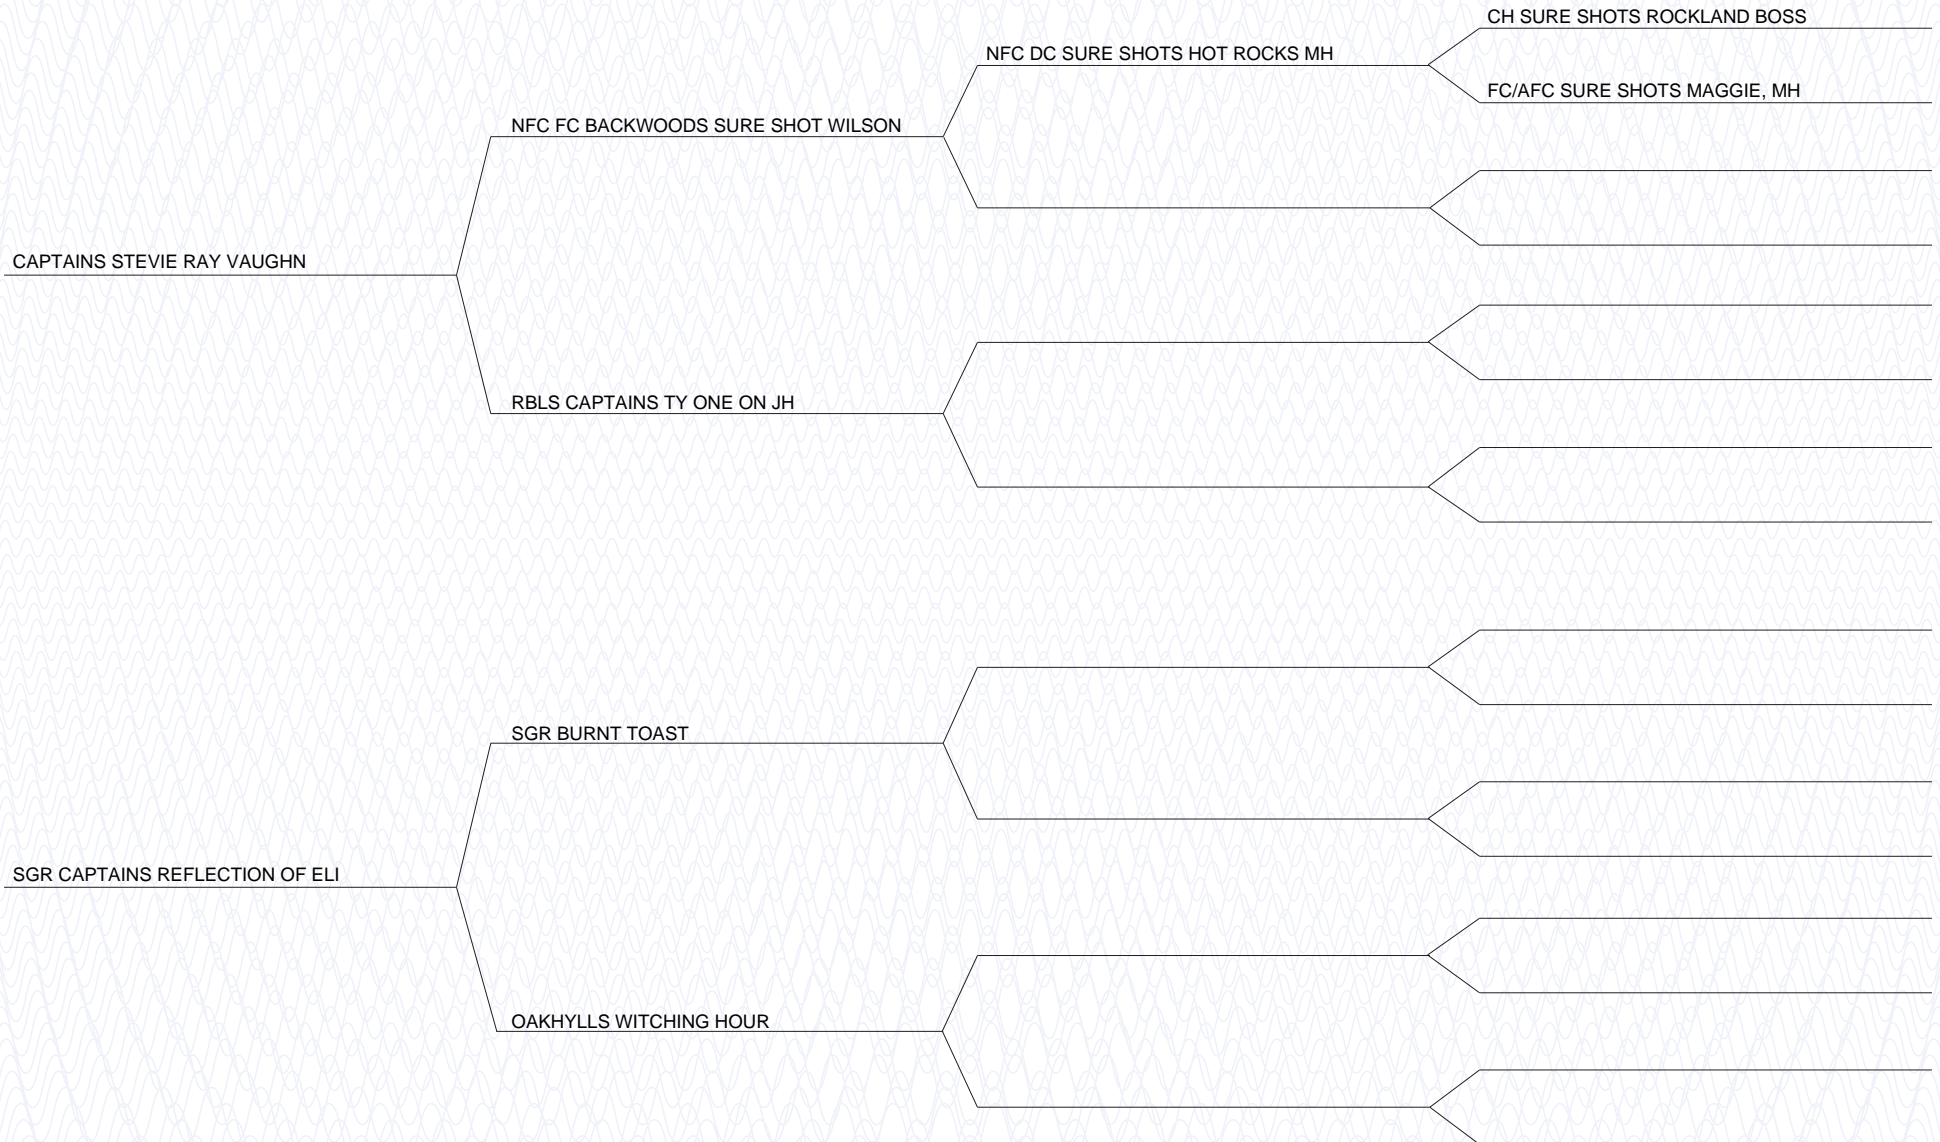 CH SURE SHOTS ROCKLAND BOSS
NFC DC SURE SHOTS HOT ROCKS MH
FC/AFC SURE SHOTS MAGGIE, MH
NFC FC BACKWOODS SURE SHOT WILSON
CAPTAINS STEVIE RAY VAUGHN
RBLS CAPTAINS TY ONE ON JH
SGR BURNT TOAST
SGR CAPTAINS REFLECTION OF ELI
OAKHYLLS WITCHING HOUR